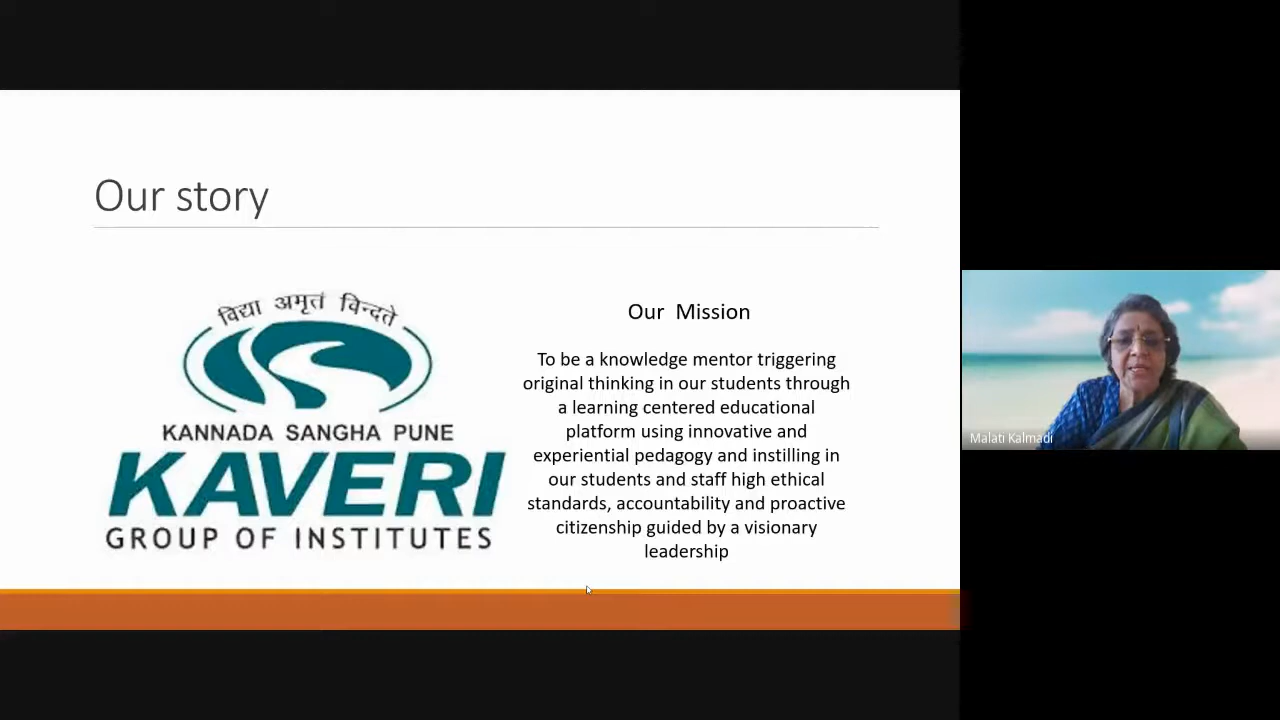 Our story
विद्या अमृतं विन्दते
KANNADA SANGHA PUNE
KAVERI
GROUP OF INSTITUTES
Our Mission
To be a knowledge mentor triggering
original thinking in our students through
a learning centered educational
platform using innovative and
experiential pedagogy and instilling in
our students and staff high ethical
standards, accountability and proactive
citizenship guided by a visionary
leadership
Malati Kalmadi